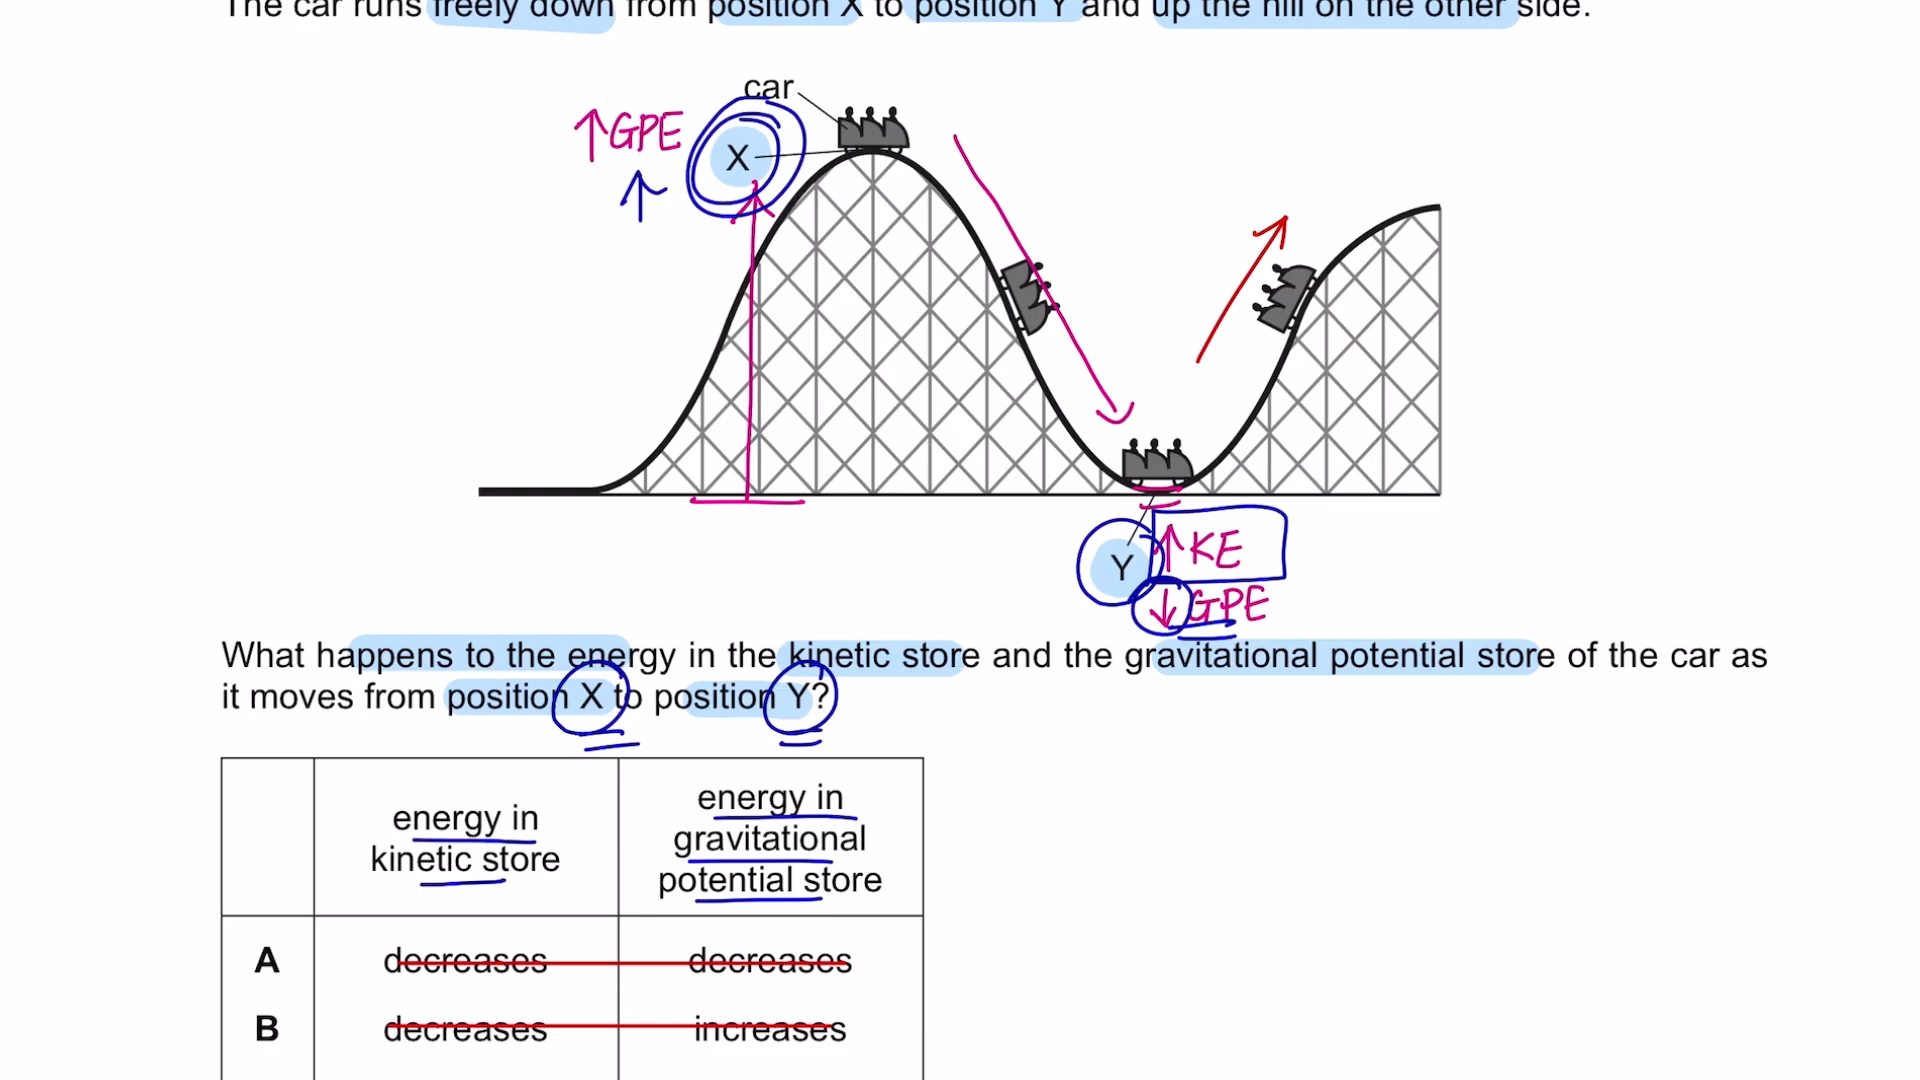 The car runs freely down from position X to position Y and up the hill on the other side.
car
↑GPE
X
↑
Y
↑KE
↓GPE
What happens to the energy in the kinetic store and the gravitational potential store of the car as
it moves from position X to position Y?
energy in
kinetic store
energy in
gravitational
potential store
A decreases decreases
B decreases increases